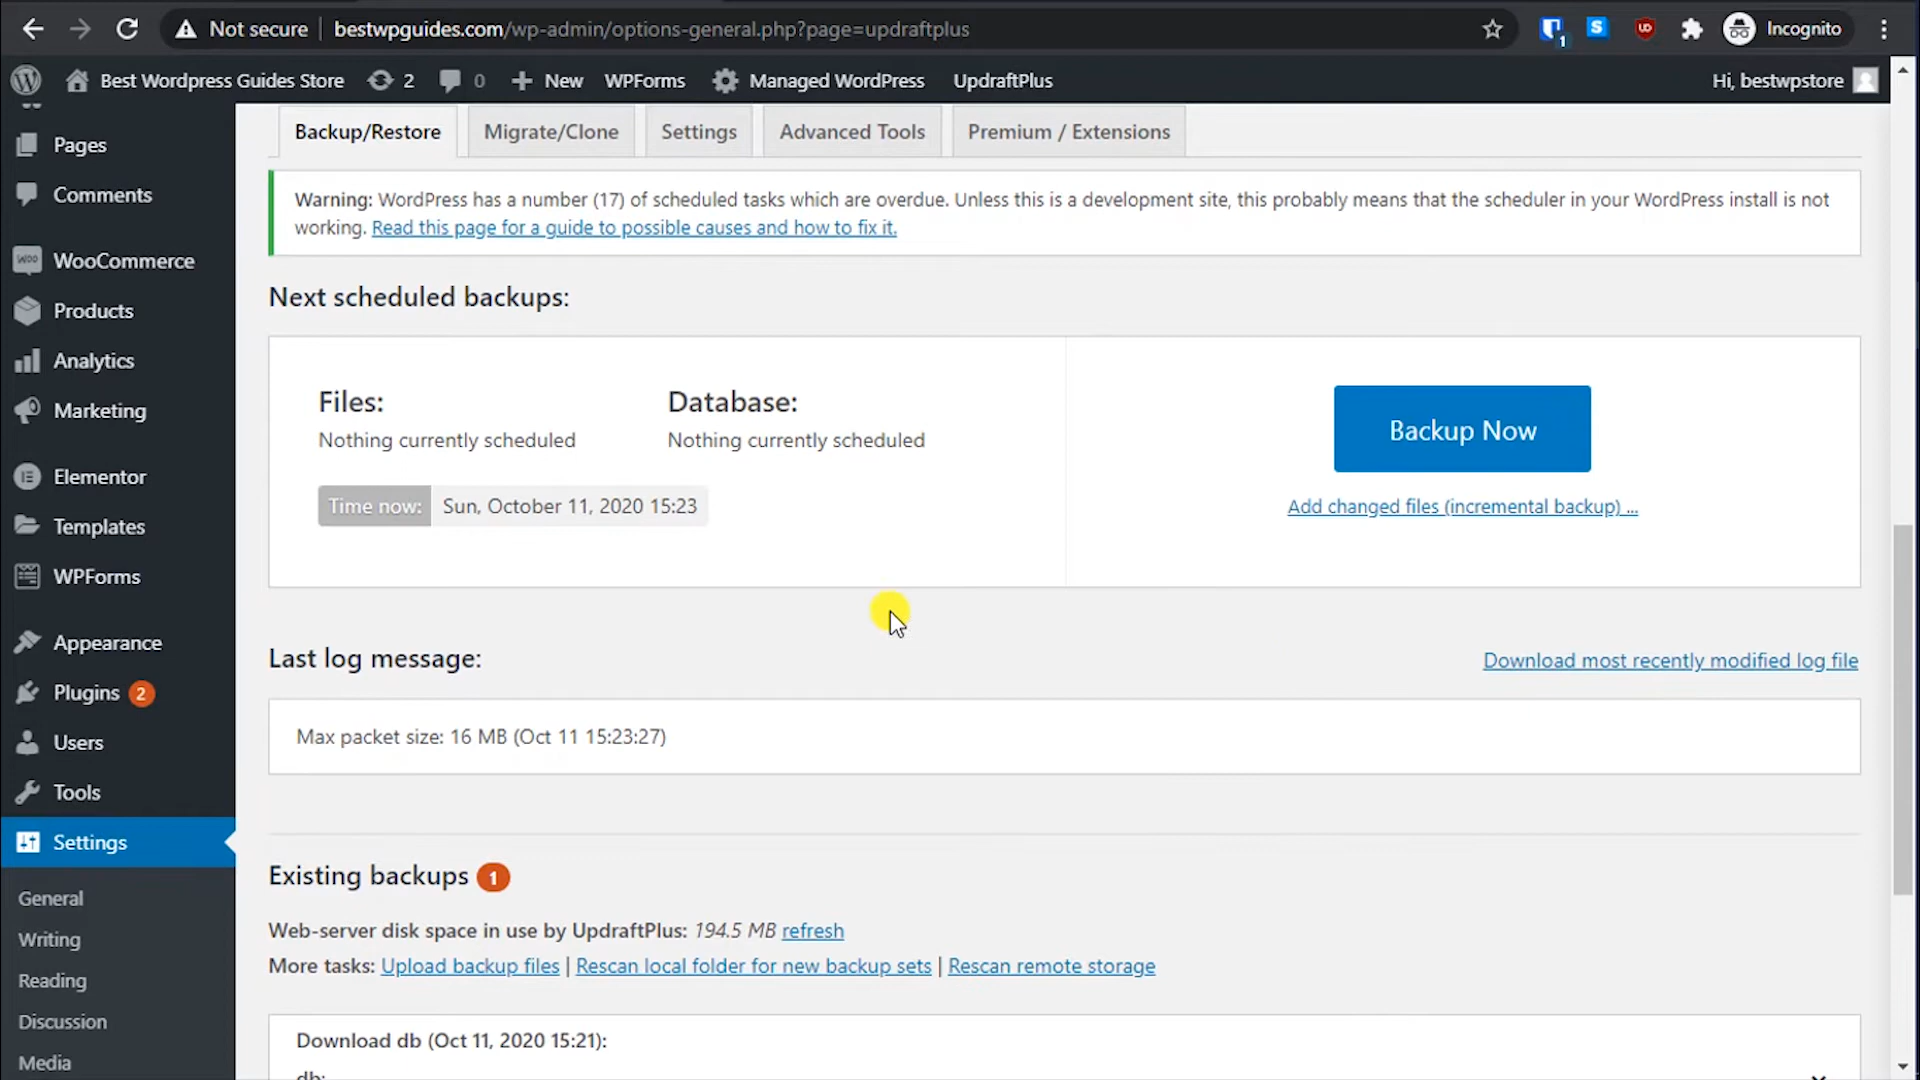 Not secure | bestwpguides.com/wp-admin/options-general.php?page=updraftplus
1
S
UD
Incognito
Best Wordpress Guides Store
2
0
New
WPForms
Managed WordPress
UpdraftPlus
Hi, bestwpstore
Pages
Comments
WooCommerce
Products
Analytics
Marketing
Elementor
Templates
WPForms
Appearance
Plugins 2
Users
Tools
Settings
General
Writing
Reading
Discussion
Media
Backup/Restore
Migrate/Clone
Settings
Advanced Tools
Premium / Extensions
Warning: WordPress has a number (17) of scheduled tasks which are overdue. Unless this is a development site, this probably means that the scheduler in your WordPress install is not
working. Read this page for a guide to possible causes and how to fix it.
Next scheduled backups:
Files:
Nothing currently scheduled
Database:
Nothing currently scheduled
Time now: Sun, October 11, 2020 15:23
Backup Now
Add changed files (incremental backup) ...
Last log message:
Download most recently modified log file
Max packet size: 16 MB (Oct 11 15:23:27)
Existing backups 1
Web-server disk space in use by UpdraftPlus: 194.5 MB refresh
More tasks: Upload backup files | Rescan local folder for new backup sets | Rescan remote storage
Download db (Oct 11, 2020 15:21):
db: